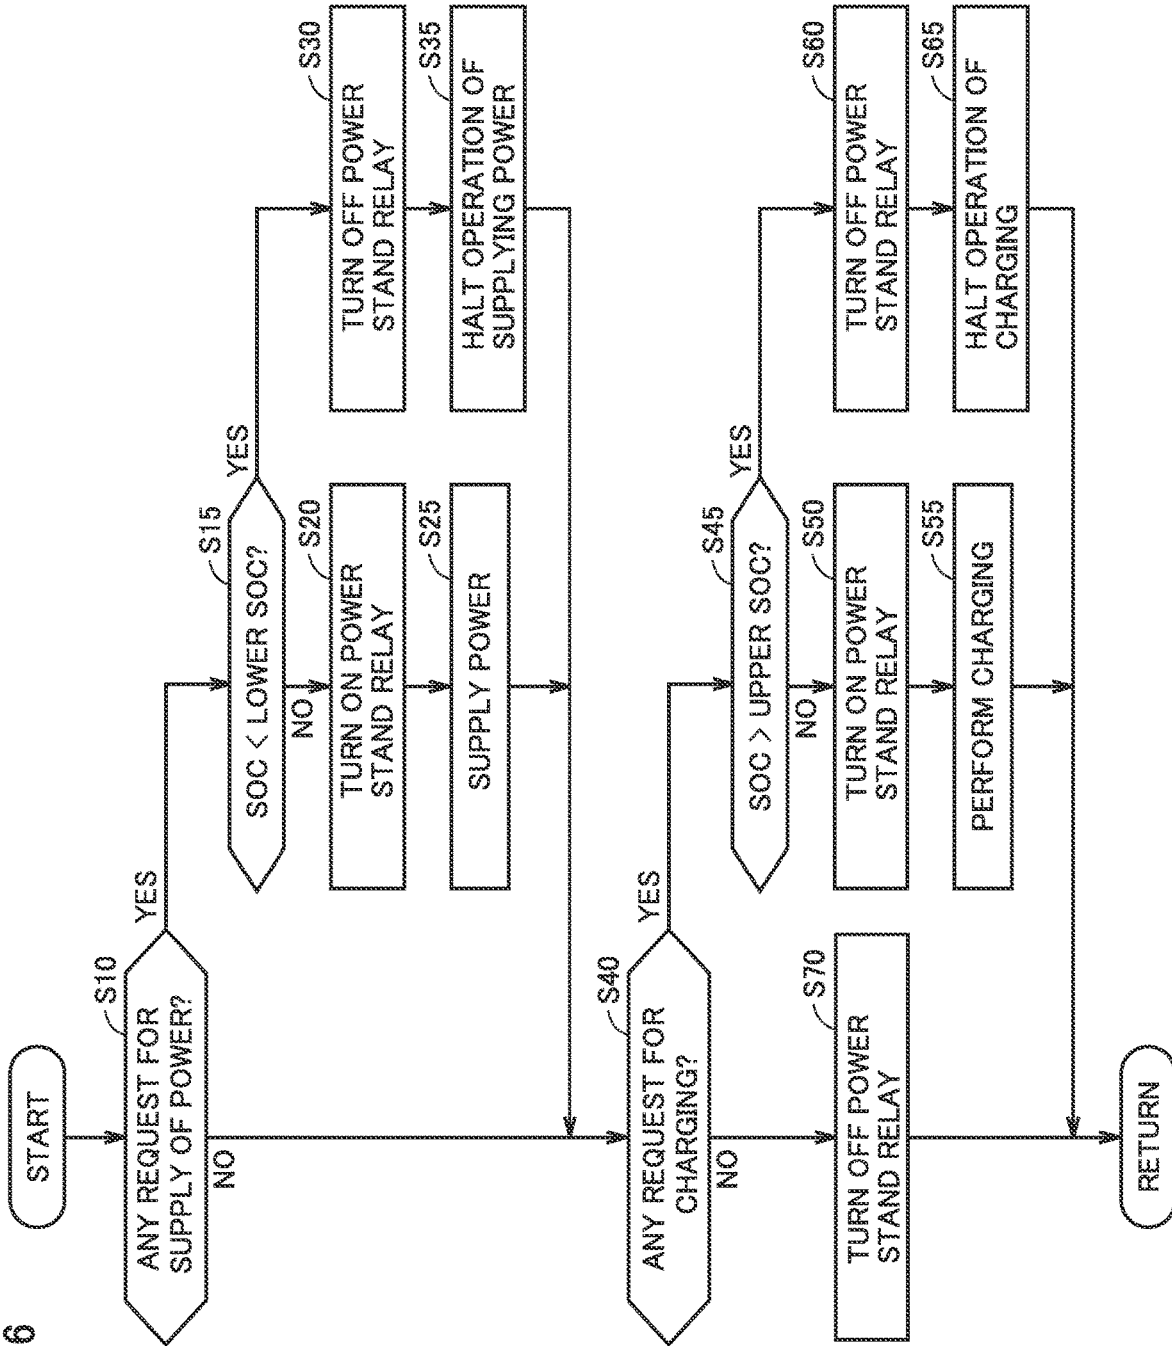 6
START
S10
ANY REQUEST FOR
SUPPLY OF POWER?
YES
NO
S15
SOC < LOWER SOC?
YES
NO
S20
TURN ON POWER
STAND RELAY
S25
SUPPLY POWER
S30
TURN OFF POWER
STAND RELAY
S35
HALT OPERATION OF
SUPPLYING POWER
S40
ANY REQUEST FOR
CHARGING?
YES
NO
S45
SOC > UPPER SOC?
YES
NO
S50
TURN ON POWER
STAND RELAY
S55
PERFORM CHARGING
S60
TURN OFF POWER
STAND RELAY
S65
HALT OPERATION OF
CHARGING
S70
TURN OFF POWER
STAND RELAY
RETURN